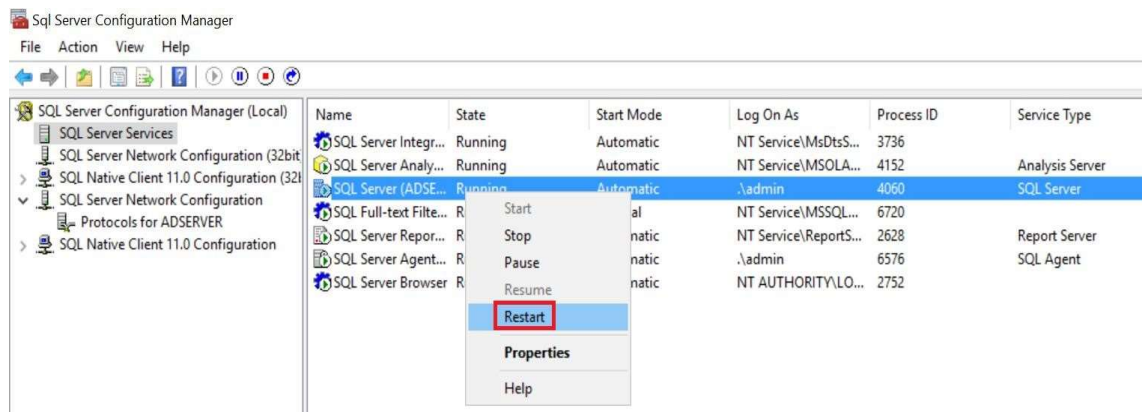 Sql Server Configuration Manager
File Action View Help
SQL Server Configuration Manager (Local)
SQL Server Services
SQL Server Network Configuration (32bit
SQL Native Client 11.0 Configuration (32b
SQL Server Network Configuration
Protocols for ADSERVER
SQL Native Client 11.0 Configuration
Name State Start Mode Log On As Process ID Service Type
SQL Server Integr... Running Automatic NT Service\MsDtsS... 3736
SQL Server Analy... Running Automatic NT Service\MSOLA... 4152 Analysis Server
SQL Server (ADSE... Running Automatic .\admin 4060 SQL Server
SQL Full-text Filte... R al NT Service\MSSQL... 6720
SQL Server Repor... R matic NT Service\ReportS... 2628 Report Server
SQL Server Agent... R matic .\admin 6576 SQL Agent
SQL Server Browser R matic NT AUTHORITY\LO... 2752
Start
Stop
Pause
Resume
Restart
Properties
Help